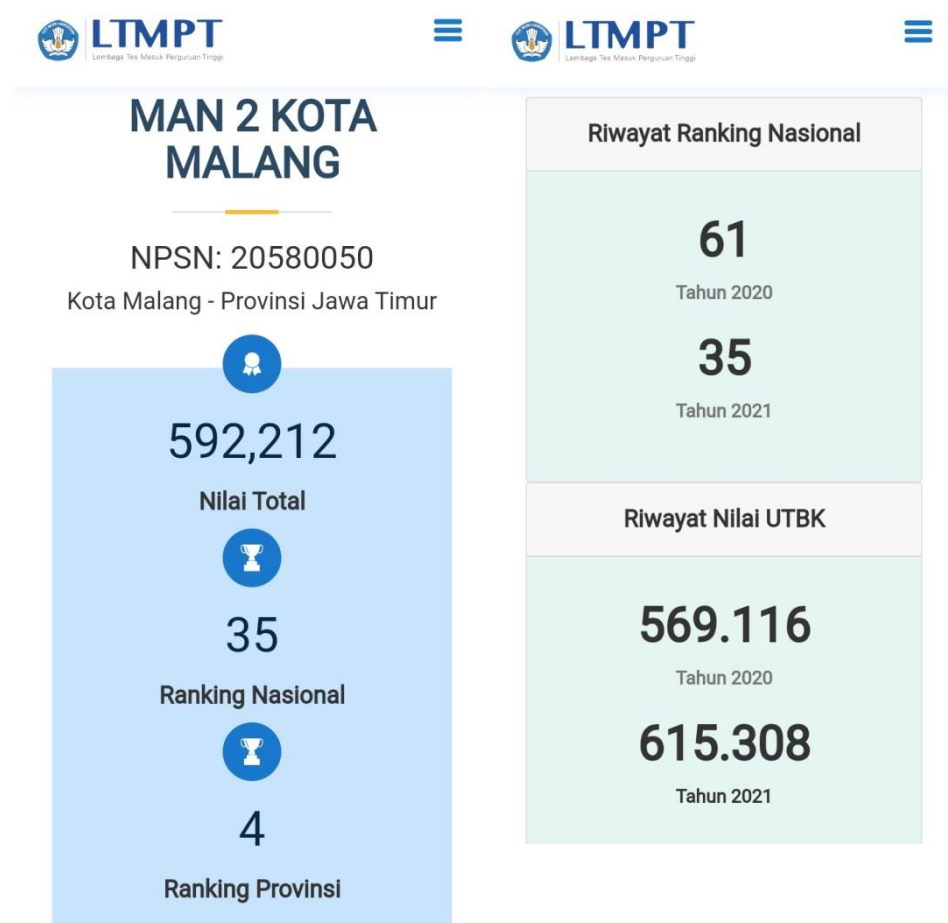 LTMPT
Lembaga Tes Masuk Perguruan Tinggi
MAN 2 KOTA
MALANG
NPSN: 20580050
Kota Malang - Provinsi Jawa Timur
592,212
Nilai Total
35
Ranking Nasional
4
Ranking Provinsi
LTMPT
Lembaga Tes Masuk Perguruan Tinggi
Riwayat Ranking Nasional
61
Tahun 2020
35
Tahun 2021
Riwayat Nilai UTBK
569.116
Tahun 2020
615.308
Tahun 2021